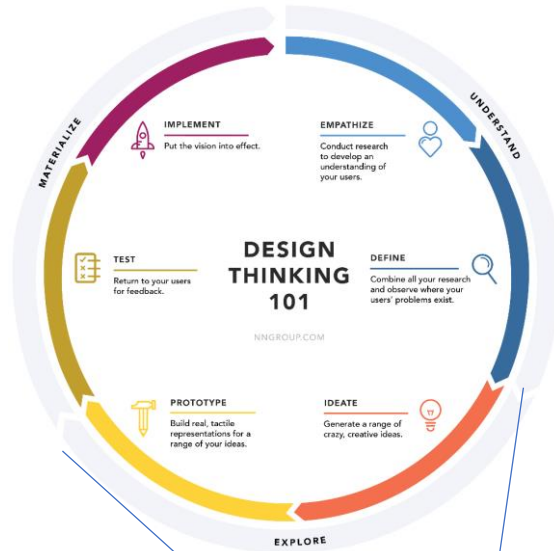 DESIGN
THINKING
101
NNGROUP.COM
UNDERSTAND
EMPATHIZE
Conduct research
to develop an
understanding of
your users.
DEFINE
Combine all your research
and observe where your
users' problems exist.
EXPLORE
IDEATE
Generate a range of
crazy, creative ideas.
PROTOTYPE
Build real, tactile
representations for a
range of your ideas.
MATERIALIZE
TEST
Return to your users
for feedback.
IMPLEMENT
Put the vision into effect.